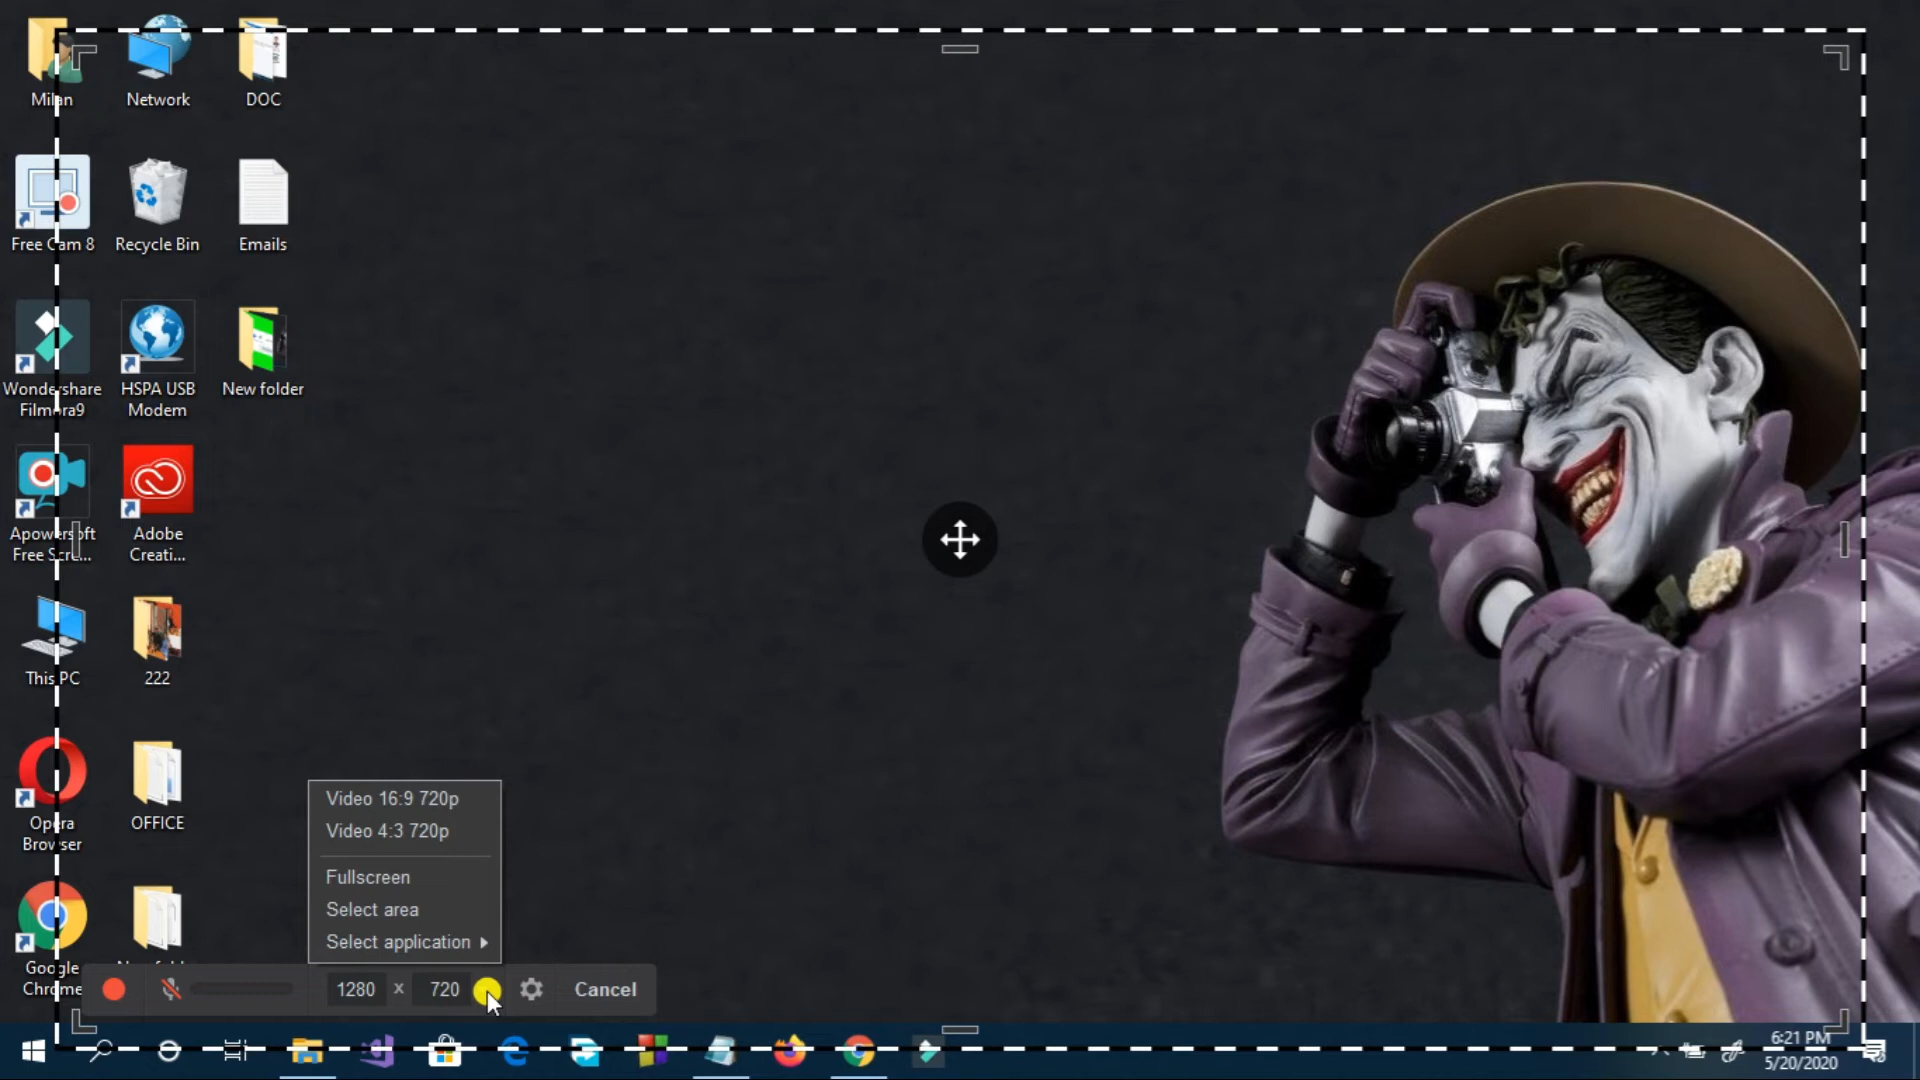 Milan
Network
DOC
Free Cam 8
Recycle Bin
Emails
Wondershare
Filmora9
HSPA USB
Modem
New folder
Apowersoft
Free Scre...
Adobe
Creati...
This PC
222
Opera
Browser
OFFICE
Google
Chrome
Video 16:9 720p
Video 4:3 720p
Fullscreen
Select area
Select application
1280 x 720
Cancel
6:21 PM
5/20/2020